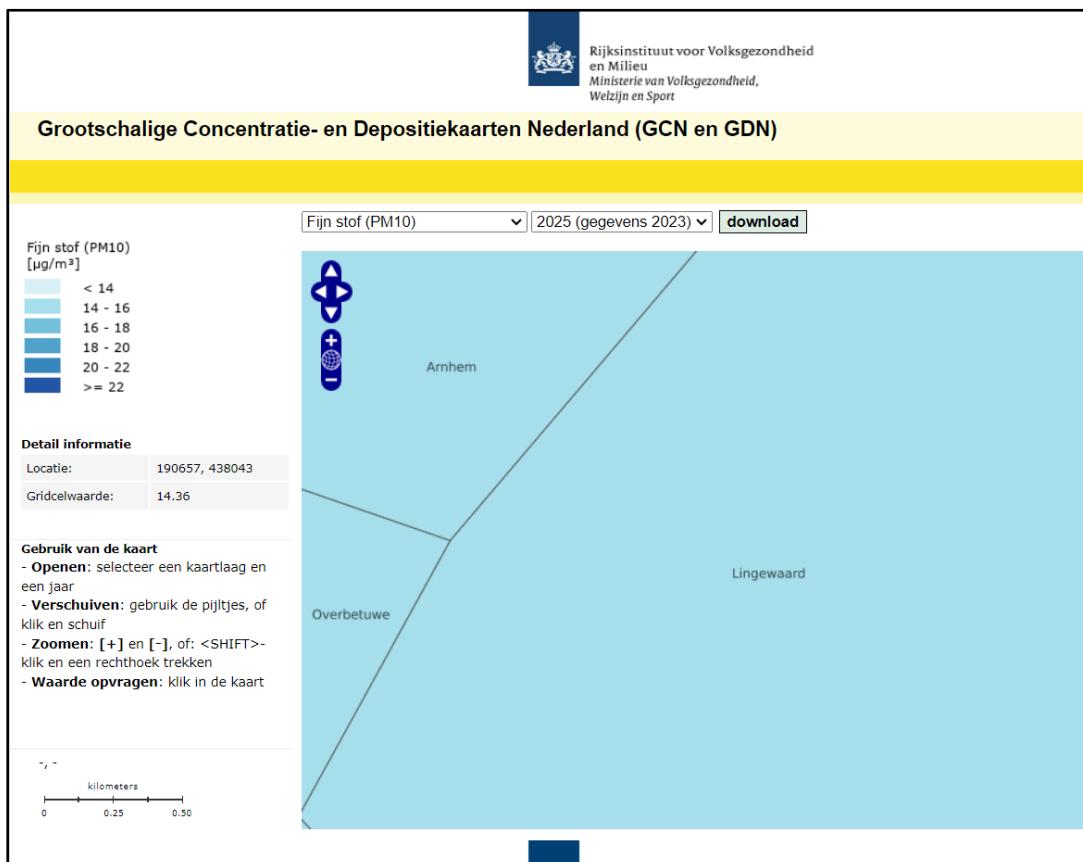 Rijksinstituut voor Volksgezondheid
en Milieu
Ministerie van Volksgezondheid,
Welzijn en Sport
Grootschalige Concentratie- en Depositiekaarten Nederland (GCN en GDN)
Fijn stof (PM10) 2025 (gegevens 2023) download
Fijn stof (PM10)
[µg/m³]
< 14
14 - 16
16 - 18
18 - 20
20 - 22
>= 22
Detail informatie
Locatie: 190657, 438043
Gridcelwaarde: 14.36
Gebruik van de kaart
- Openen: selecteer een kaartlaag en
een jaar
- Verschuiven: gebruik de pijltjes, of
klik en schuif
- Zoomen: [+] en [-], of: <SHIFT>-
klik en een rechthoek trekken
- Waarde opvragen: klik in de kaart
-, -
kilometers
0 0.25 0.50
Arnhem
Lingewaard
Overbetuwe